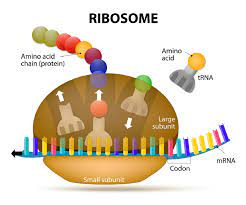 RIBOSOME
Amino acid
chain (protein)
Amino
acid
tRNA
Large
subunit
mRNA
Codon
Small subunit